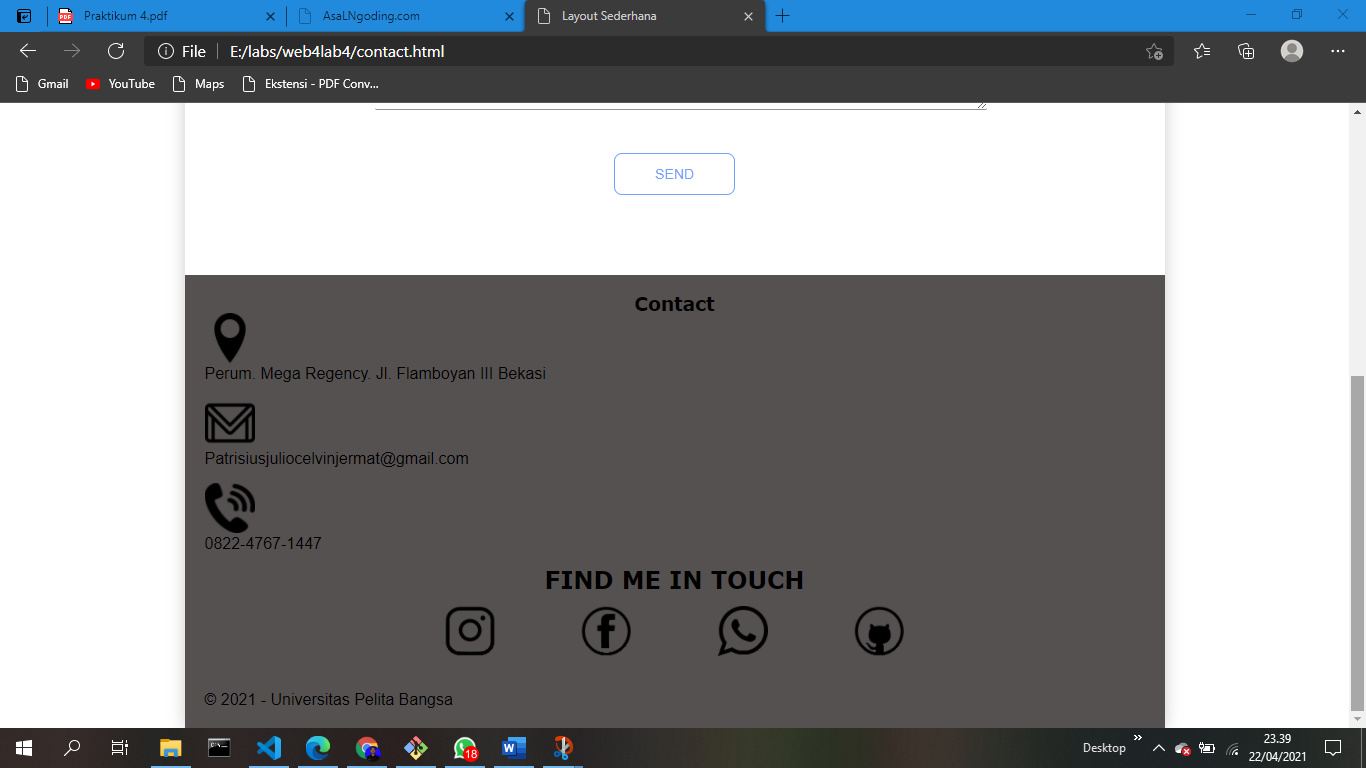 Praktikum 4.pdf
AsaLNgoding.com
Layout Sederhana
File
E:/labs/web4lab4/contact.html
Gmail
YouTube
Maps
Ekstensi - PDF Conv...
SEND
Contact
Perum. Mega Regency. Jl. Flamboyan III Bekasi
Patrisiusjuliocelvinjermat@gmail.com
0822-4767-1447
FIND ME IN TOUCH
© 2021 - Universitas Pelita Bangsa
18
Desktop
23.39
22/04/2021